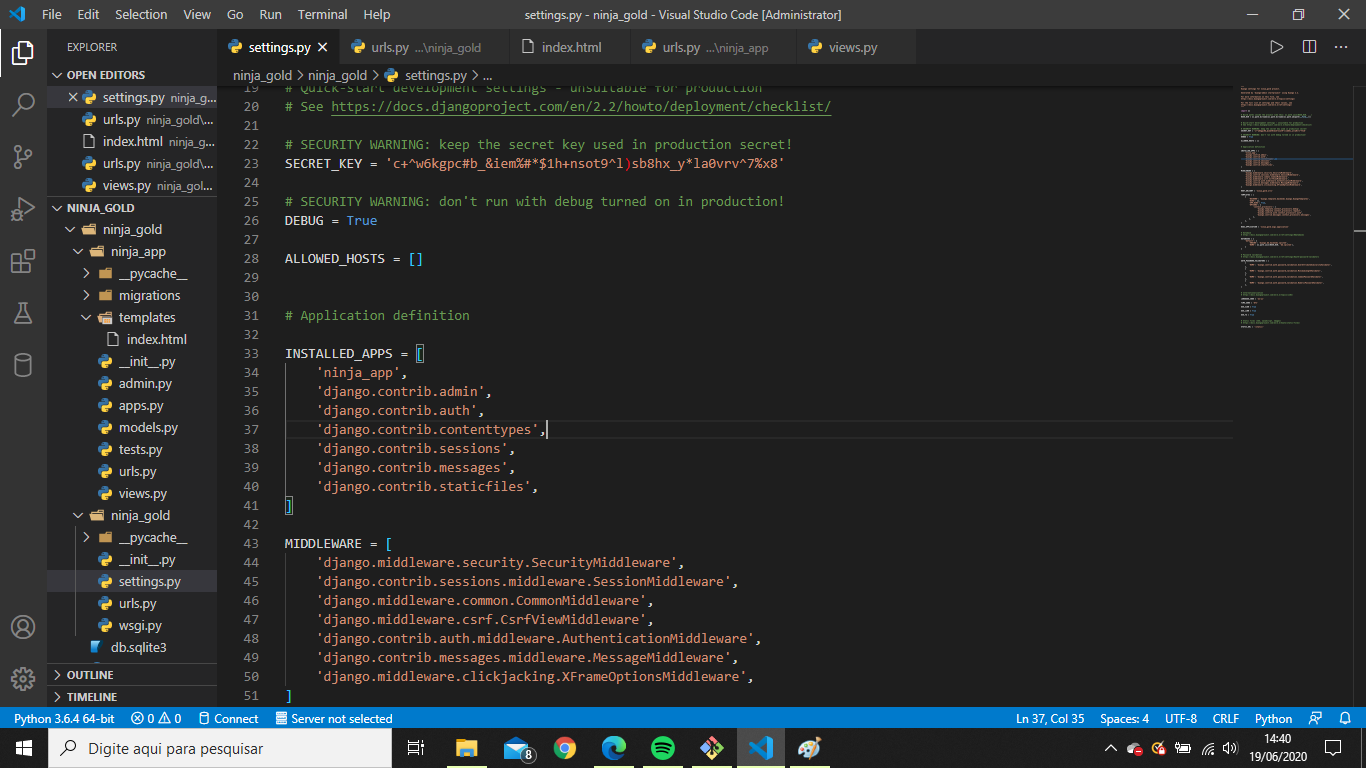 File Edit Selection View Go Run Terminal Help settings.py - ninja_gold - Visual Studio Code [Administrator]
EXPLORER
settings.py
urls.py ...\ninja_gold
index.html
urls.py ...\ninja_app
views.py
OPEN EDITORS
settings.py ninja_g...
urls.py ninja_gold\...
index.html ninja_g...
urls.py ninja_gold\...
views.py ninja_gol...
NINJA_GOLD
ninja_gold
ninja_app
__pycache__
migrations
templates
index.html
__init__.py
admin.py
apps.py
models.py
tests.py
urls.py
views.py
ninja_gold
__pycache__
__init__.py
settings.py
urls.py
wsgi.py
db.sqlite3
OUTLINE
TIMELINE
ninja_gold > ninja_gold > settings.py > ...
19 # Quick-start development settings - unsuitable for production
20 # See https://docs.djangoproject.com/en/2.2/howto/deployment/checklist/
21
22 # SECURITY WARNING: keep the secret key used in production secret!
23 SECRET_KEY = 'c+^w6kgpc#b_&iem%#*$1h+nsot9^l)sb8hx_y*la0vrv^7%x8'
24
25 # SECURITY WARNING: don't run with debug turned on in production!
26 DEBUG = True
27
28 ALLOWED_HOSTS = []
29
30
31 # Application definition
32
33 INSTALLED_APPS = [
34 'ninja_app',
35 'django.contrib.admin',
36 'django.contrib.auth',
37 'django.contrib.contenttypes',
38 'django.contrib.sessions',
39 'django.contrib.messages',
40 'django.contrib.staticfiles',
41 ]
42
43 MIDDLEWARE = [
44 'django.middleware.security.SecurityMiddleware',
45 'django.contrib.sessions.middleware.SessionMiddleware',
46 'django.middleware.common.CommonMiddleware',
47 'django.middleware.csrf.CsrfViewMiddleware',
48 'django.contrib.auth.middleware.AuthenticationMiddleware',
49 'django.contrib.messages.middleware.MessageMiddleware',
50 'django.middleware.clickjacking.XFrameOptionsMiddleware',
51 ]
Python 3.6.4 64-bit 0 0 Connect Server not selected Ln 37, Col 35 Spaces: 4 UTF-8 CRLF Python
Digite aqui para pesquisar
8
14:40
19/06/2020